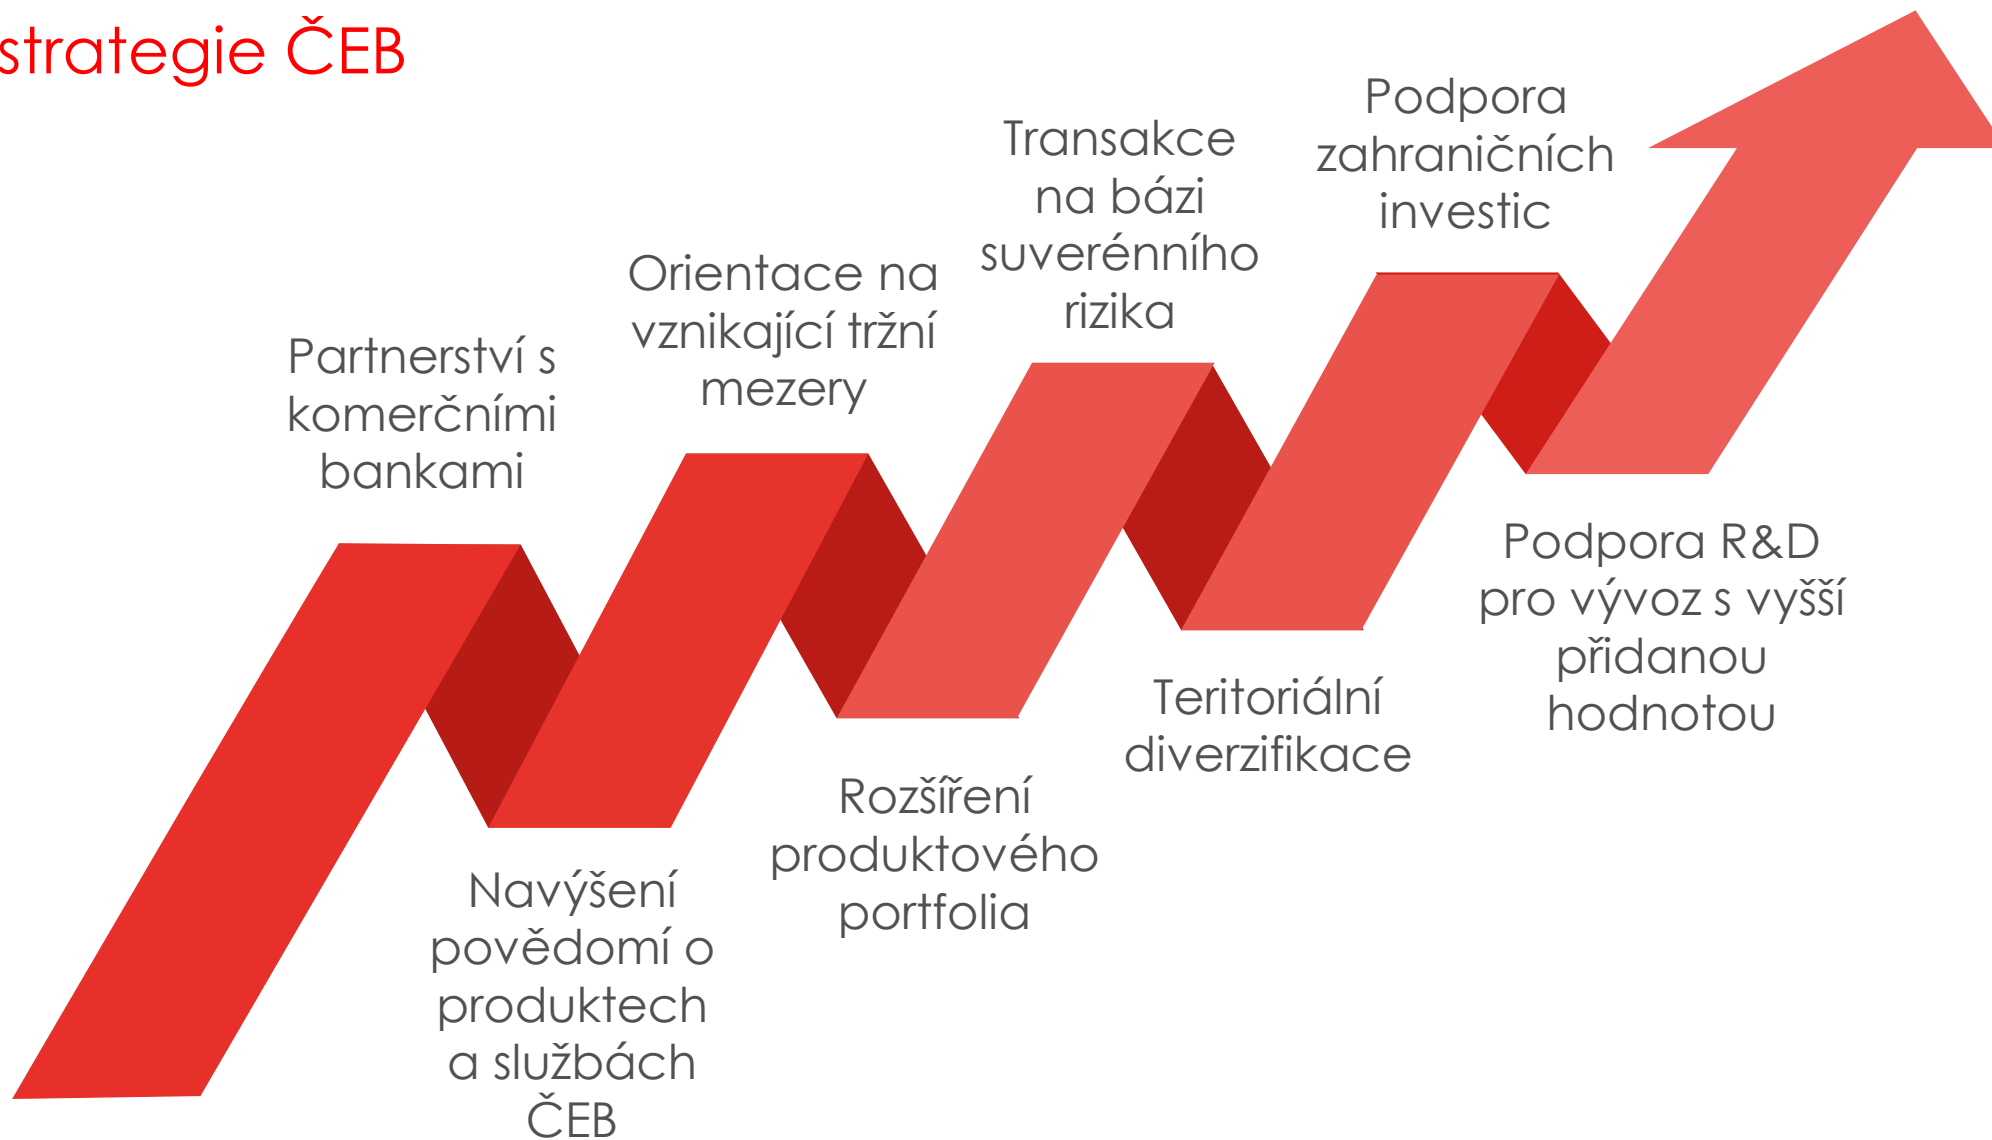 strategie ČEB
Partnerství s
komerčními
bankami
Navýšení
povědomí o
produktech
a službách
ČEB
Orientace na
vznikající tržní
mezery
Rozšíření
produktového
portfolia
Transakce
na bázi
suverénního
rizika
Teritoriální
diverzifikace
Podpora
zahraničních
investic
Podpora R&D
pro vývoz s vyšší
přidanou
hodnotou